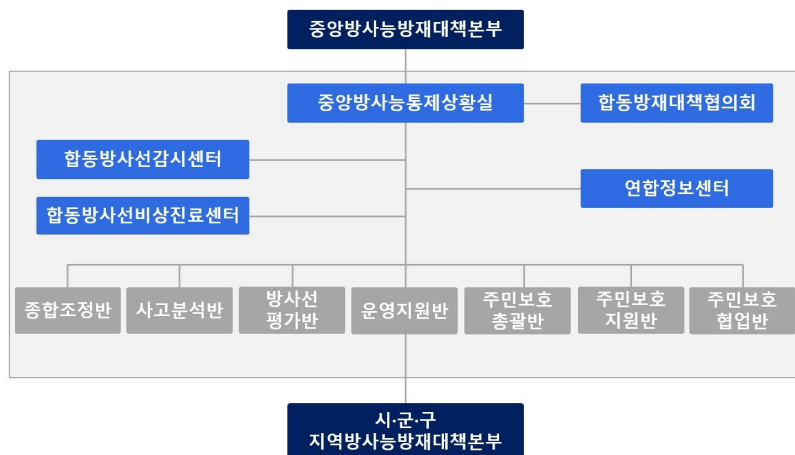 중앙방사능방재대책본부
중앙방사능통제상황실
합동방재대책협의회
합동방사선감시센터
연합정보센터
합동방사선비상진료센터
종합조정반
사고분석반
방사선
평가반
운영지원반
주민보호
총괄반
주민보호
지원반
주민보호
협업반
시·군·구
지역방사능방재대책본부